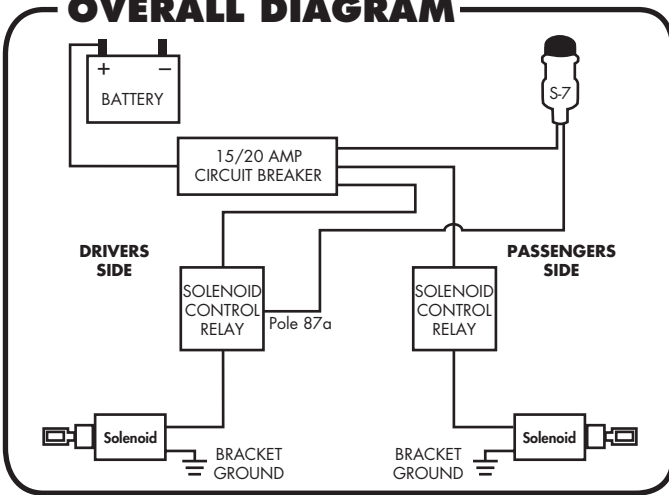 OVERALL DIAGRAM
+ −
BATTERY
S-7
15/20 AMP
CIRCUIT BREAKER
DRIVERS
SIDE
PASSENGERS
SIDE
SOLENOID
CONTROL
RELAY
Pole 87a
SOLENOID
CONTROL
RELAY
Solenoid
BRACKET
GROUND
BRACKET
GROUND
Solenoid